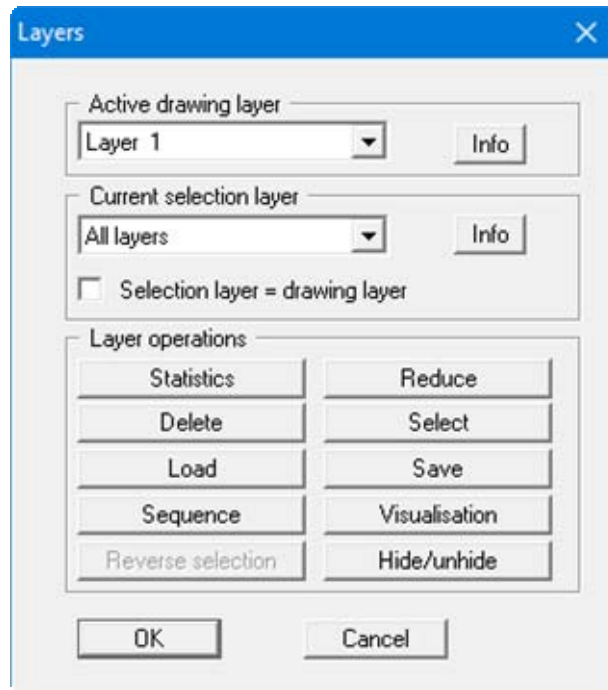 Layers
Active drawing layer
Layer 1
Info
Current selection layer
All layers
Info
Selection layer = drawing layer
Layer operations
Statistics Reduce
Delete Select
Load Save
Sequence Visualisation
Reverse selection Hide/unhide
OK Cancel